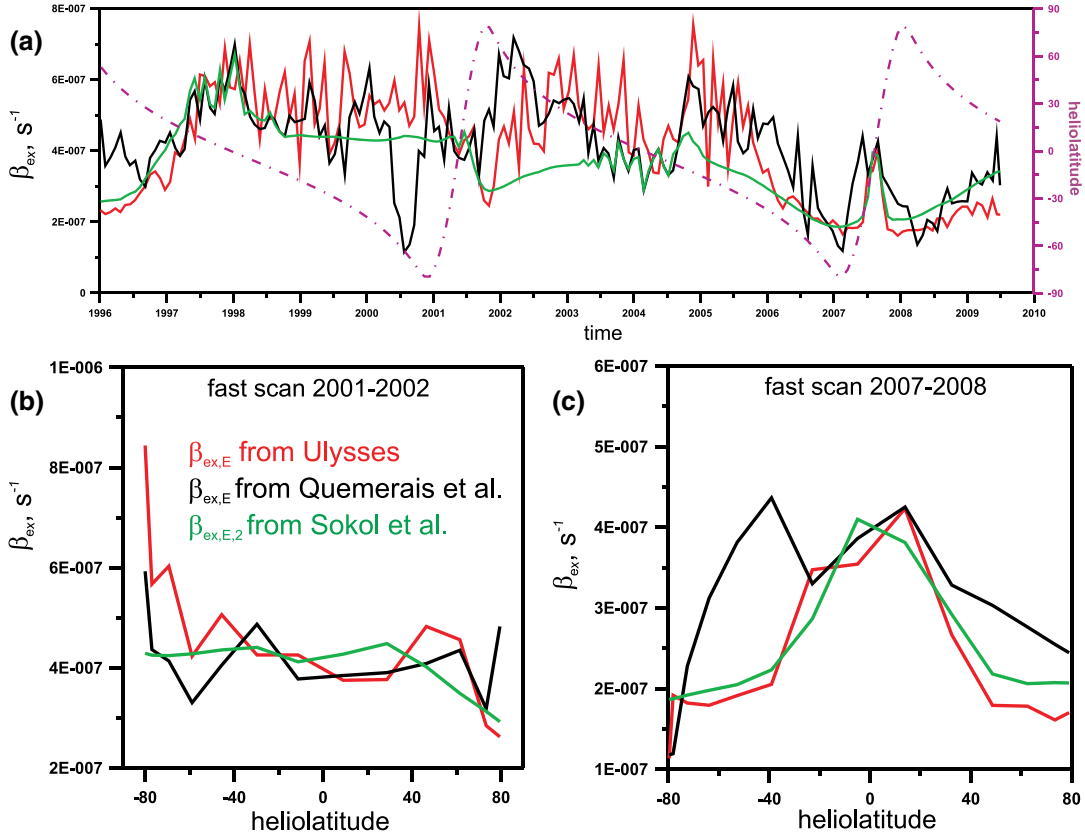 (a)
8E-007
6E-007
4E-007
2E-007
0
βex, s⁻¹
90
60
30
0
-30
-60
-90
heliolatitude
1996 1997 1998 1999 2000 2001 2002 2003 2004 2005 2006 2007 2008 2009 2010
time
(b)
fast scan 2001-2002
1E-006
8E-007
6E-007
4E-007
2E-007
βex, s⁻¹
βex,E from Ulysses
βex,E from Quemerais et al.
βex,E,2 from Sokol et al.
-80 -40 0 40 80
heliolatitude
(c)
fast scan 2007-2008
6E-007
5E-007
4E-007
3E-007
2E-007
1E-007
βex, s⁻¹
-80 -40 0 40 80
heliolatitude